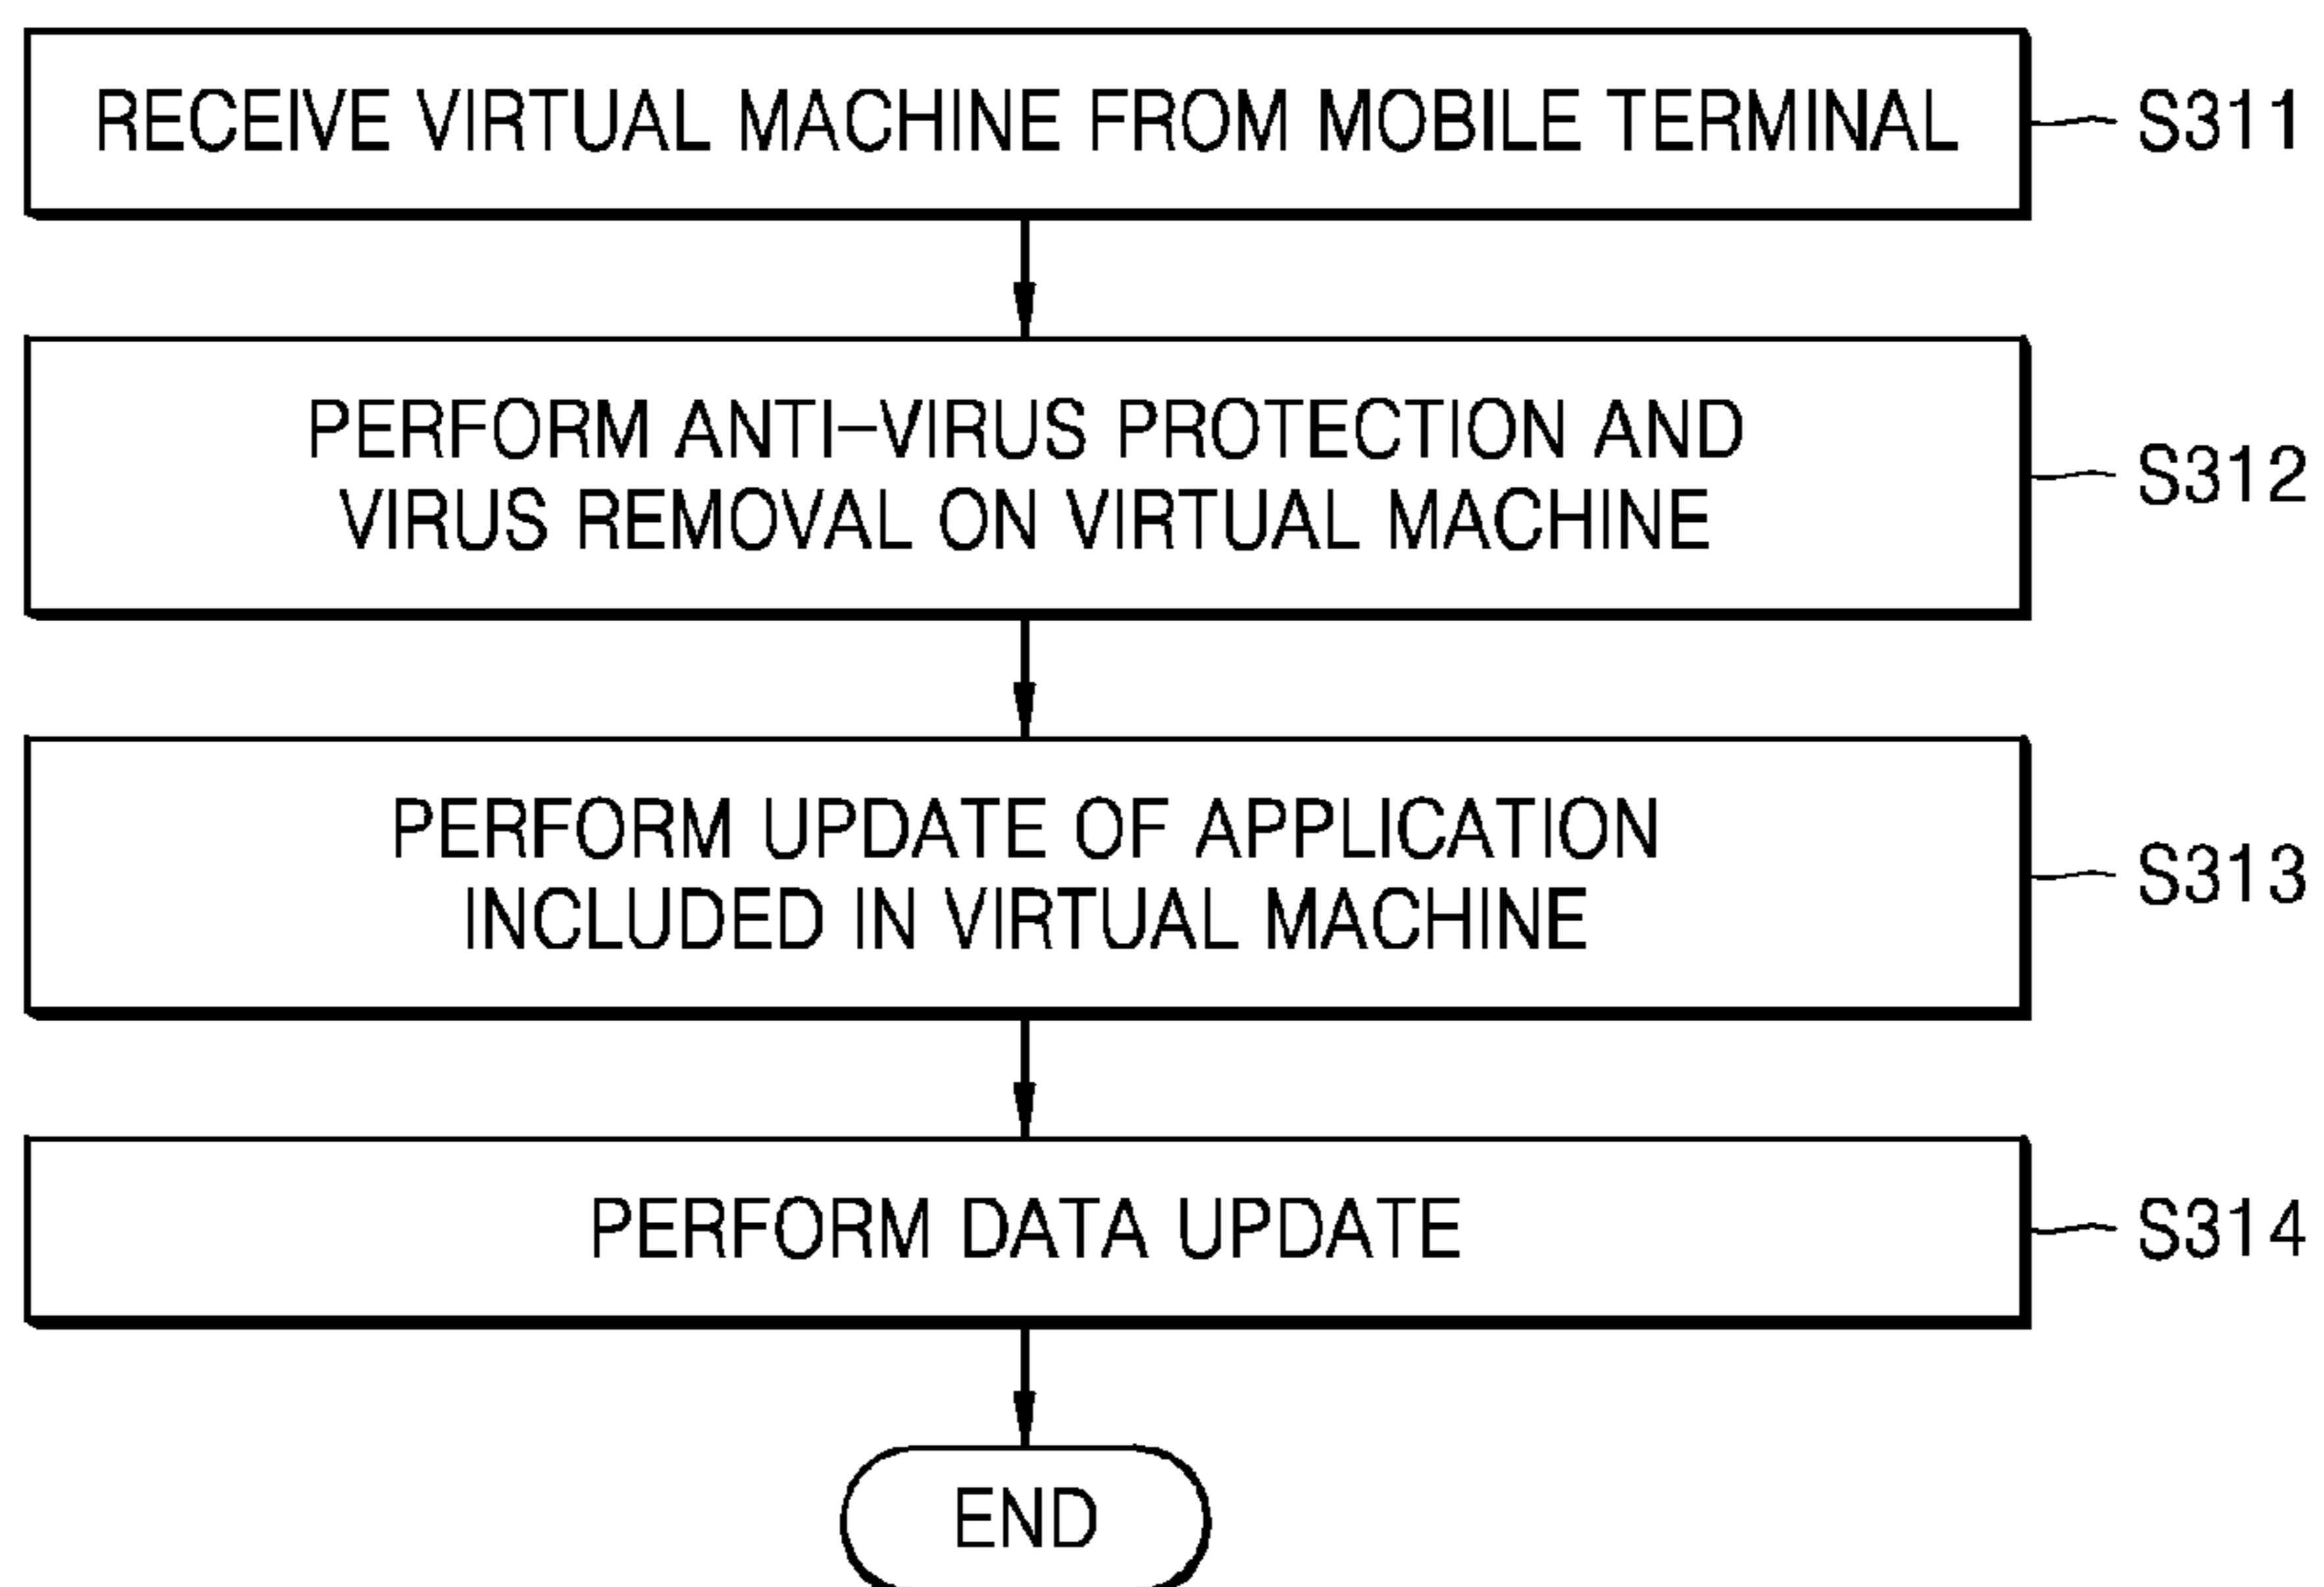 RECEIVE VIRTUAL MACHINE FROM MOBILE TERMINAL
S311
PERFORM ANTI-VIRUS PROTECTION AND
VIRUS REMOVAL ON VIRTUAL MACHINE
S312
PERFORM UPDATE OF APPLICATION
INCLUDED IN VIRTUAL MACHINE
S313
PERFORM DATA UPDATE
S314
END